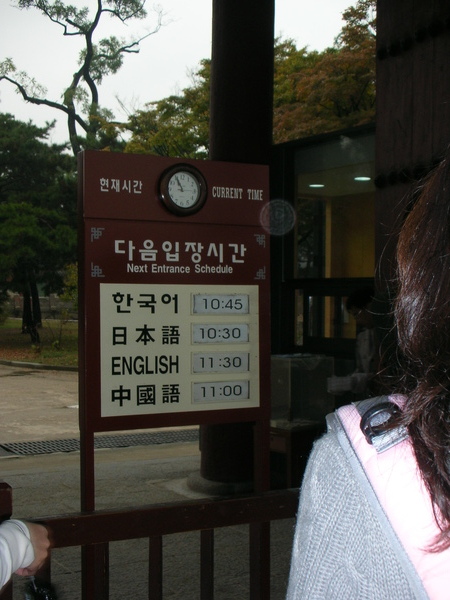 현재시간 CURRENT TIME
다음입장시간
Next Entrance Schedule
한국어 10:45
日本語 10:30
ENGLISH 11:30
中國語 11:00